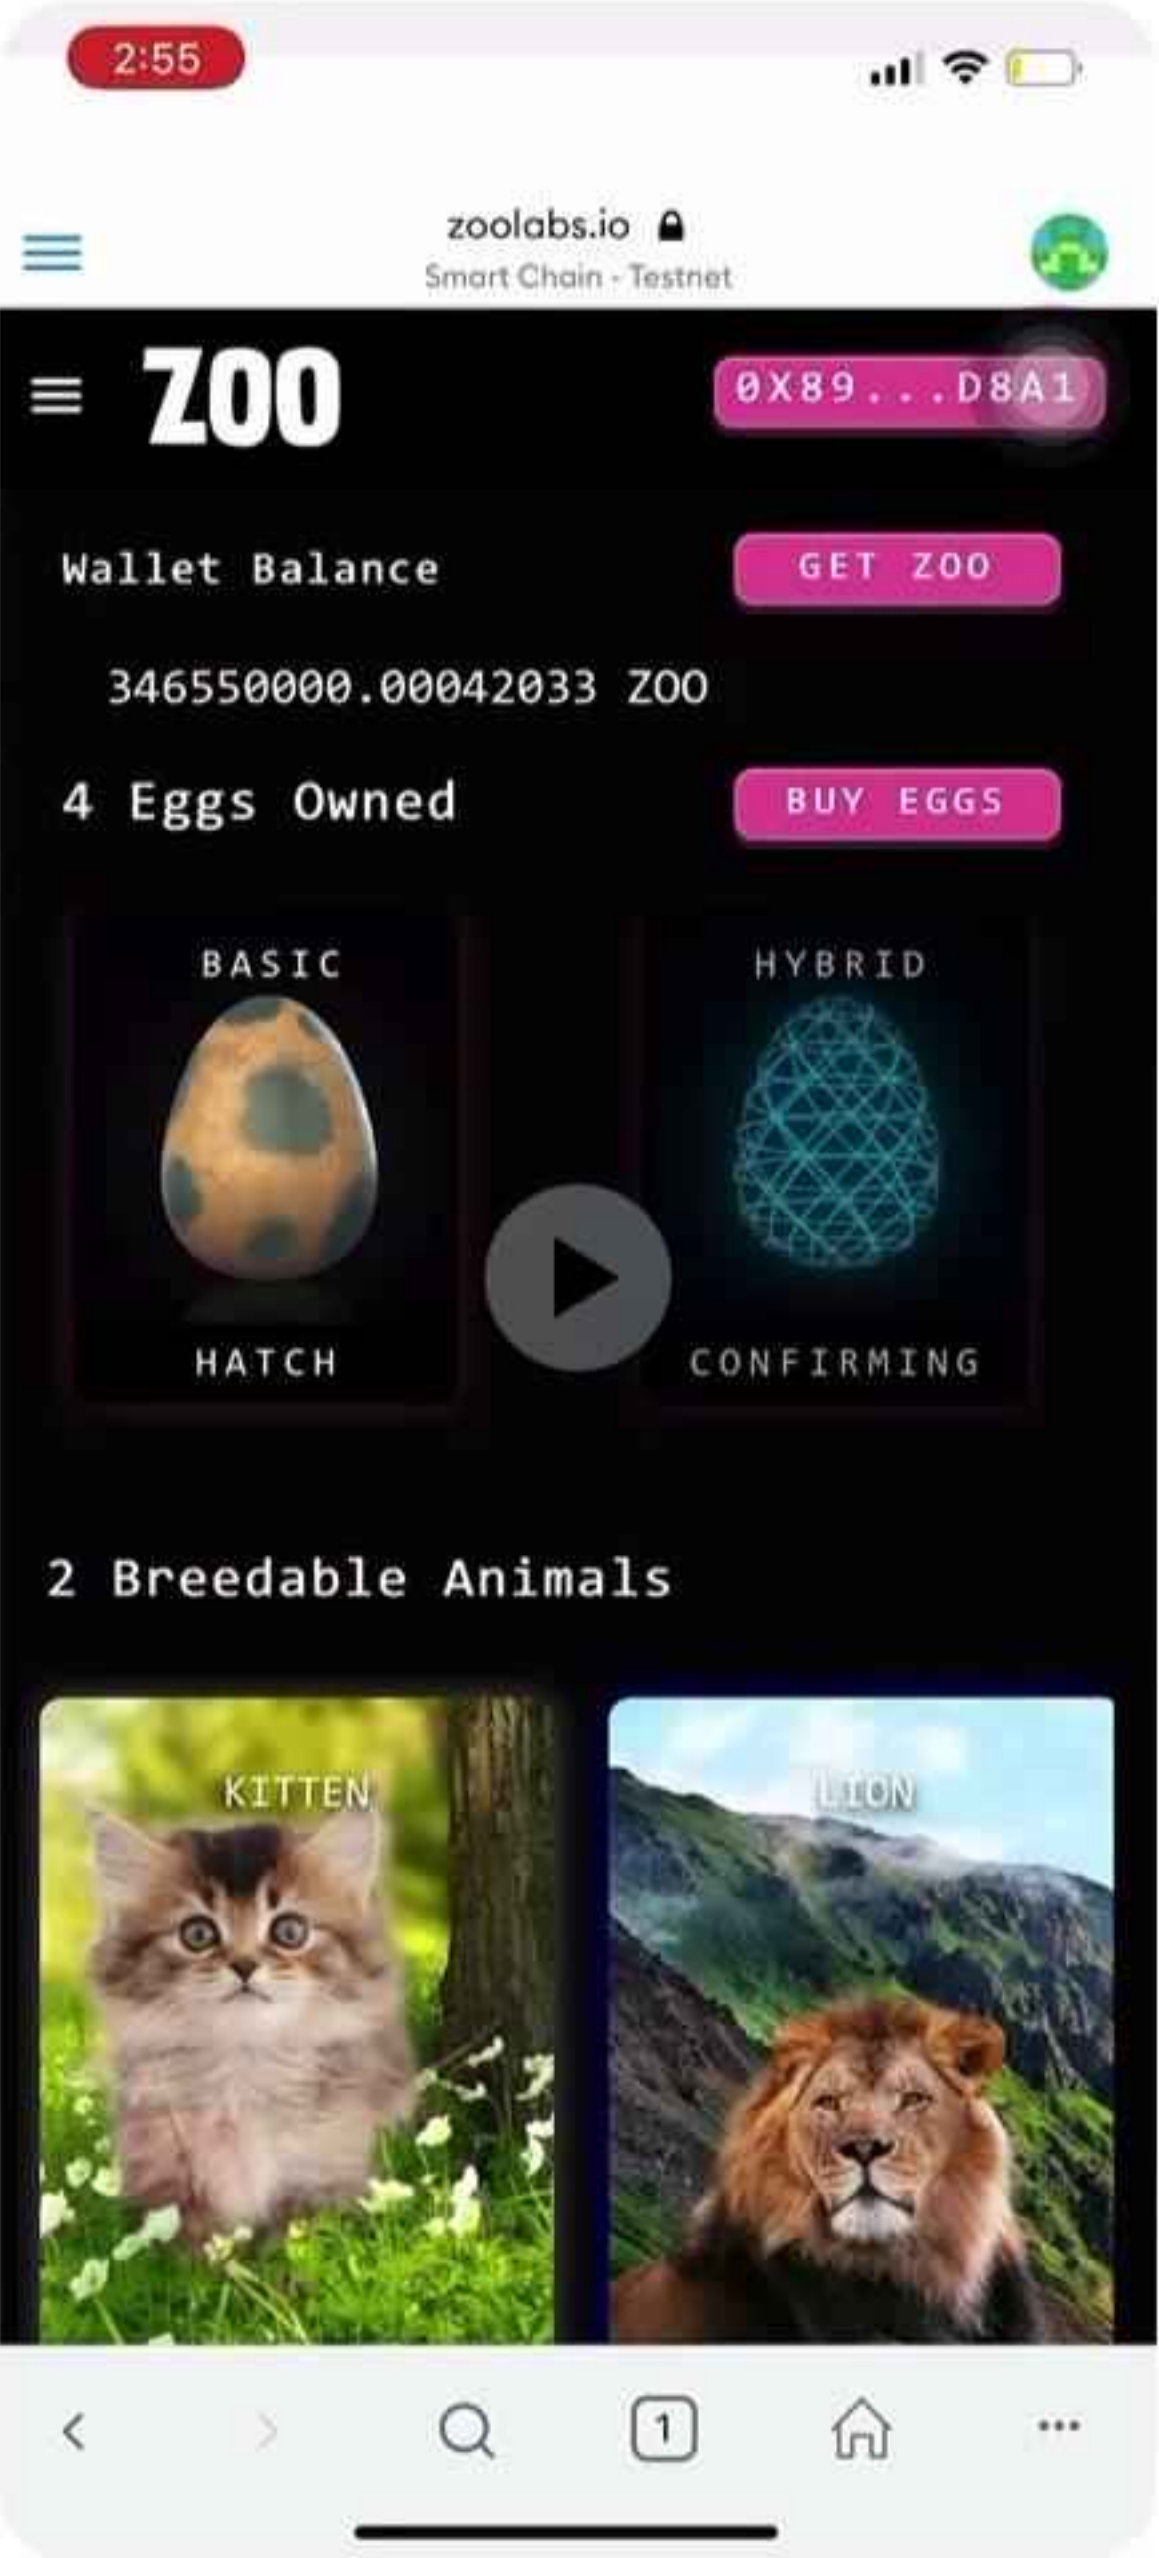 2:55
zoolabs.io
Smart Chain - Testnet
ZOO
0X89...D8A1
Wallet Balance
GET ZOO
346550000.00042033 ZOO
4 Eggs Owned
BUY EGGS
BASIC
HYBRID
HATCH
CONFIRMING
2 Breedable Animals
KITTEN
LION
1